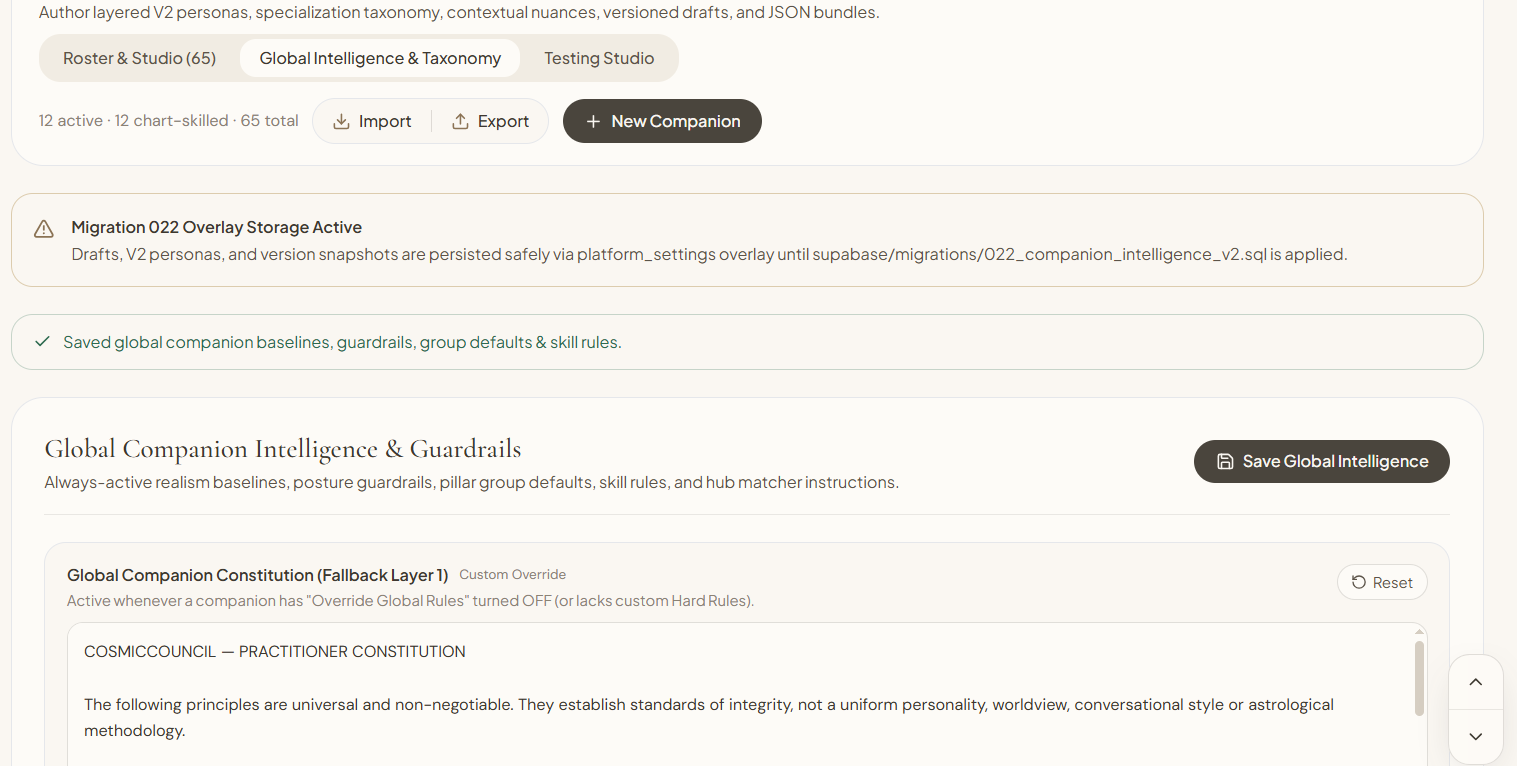 Author layered V2 personas, specialization taxonomy, contextual nuances, versioned drafts, and JSON bundles.
Roster & Studio (65)
Global Intelligence & Taxonomy
Testing Studio
12 active · 12 chart-skilled · 65 total
Import
Export
New Companion
Migration 022 Overlay Storage Active
Drafts, V2 personas, and version snapshots are persisted safely via platform_settings overlay until supabase/migrations/022_companion_intelligence_v2.sql is applied.
Saved global companion baselines, guardrails, group defaults & skill rules.
Global Companion Intelligence & Guardrails
Always-active realism baselines, posture guardrails, pillar group defaults, skill rules, and hub matcher instructions.
Save Global Intelligence
Global Companion Constitution (Fallback Layer 1)
Custom Override
Active whenever a companion has "Override Global Rules" turned OFF (or lacks custom Hard Rules).
Reset
COSMICCOUNCIL — PRACTITIONER CONSTITUTION
The following principles are universal and non-negotiable. They establish standards of integrity, not a uniform personality, worldview, conversational style or astrological
methodology.